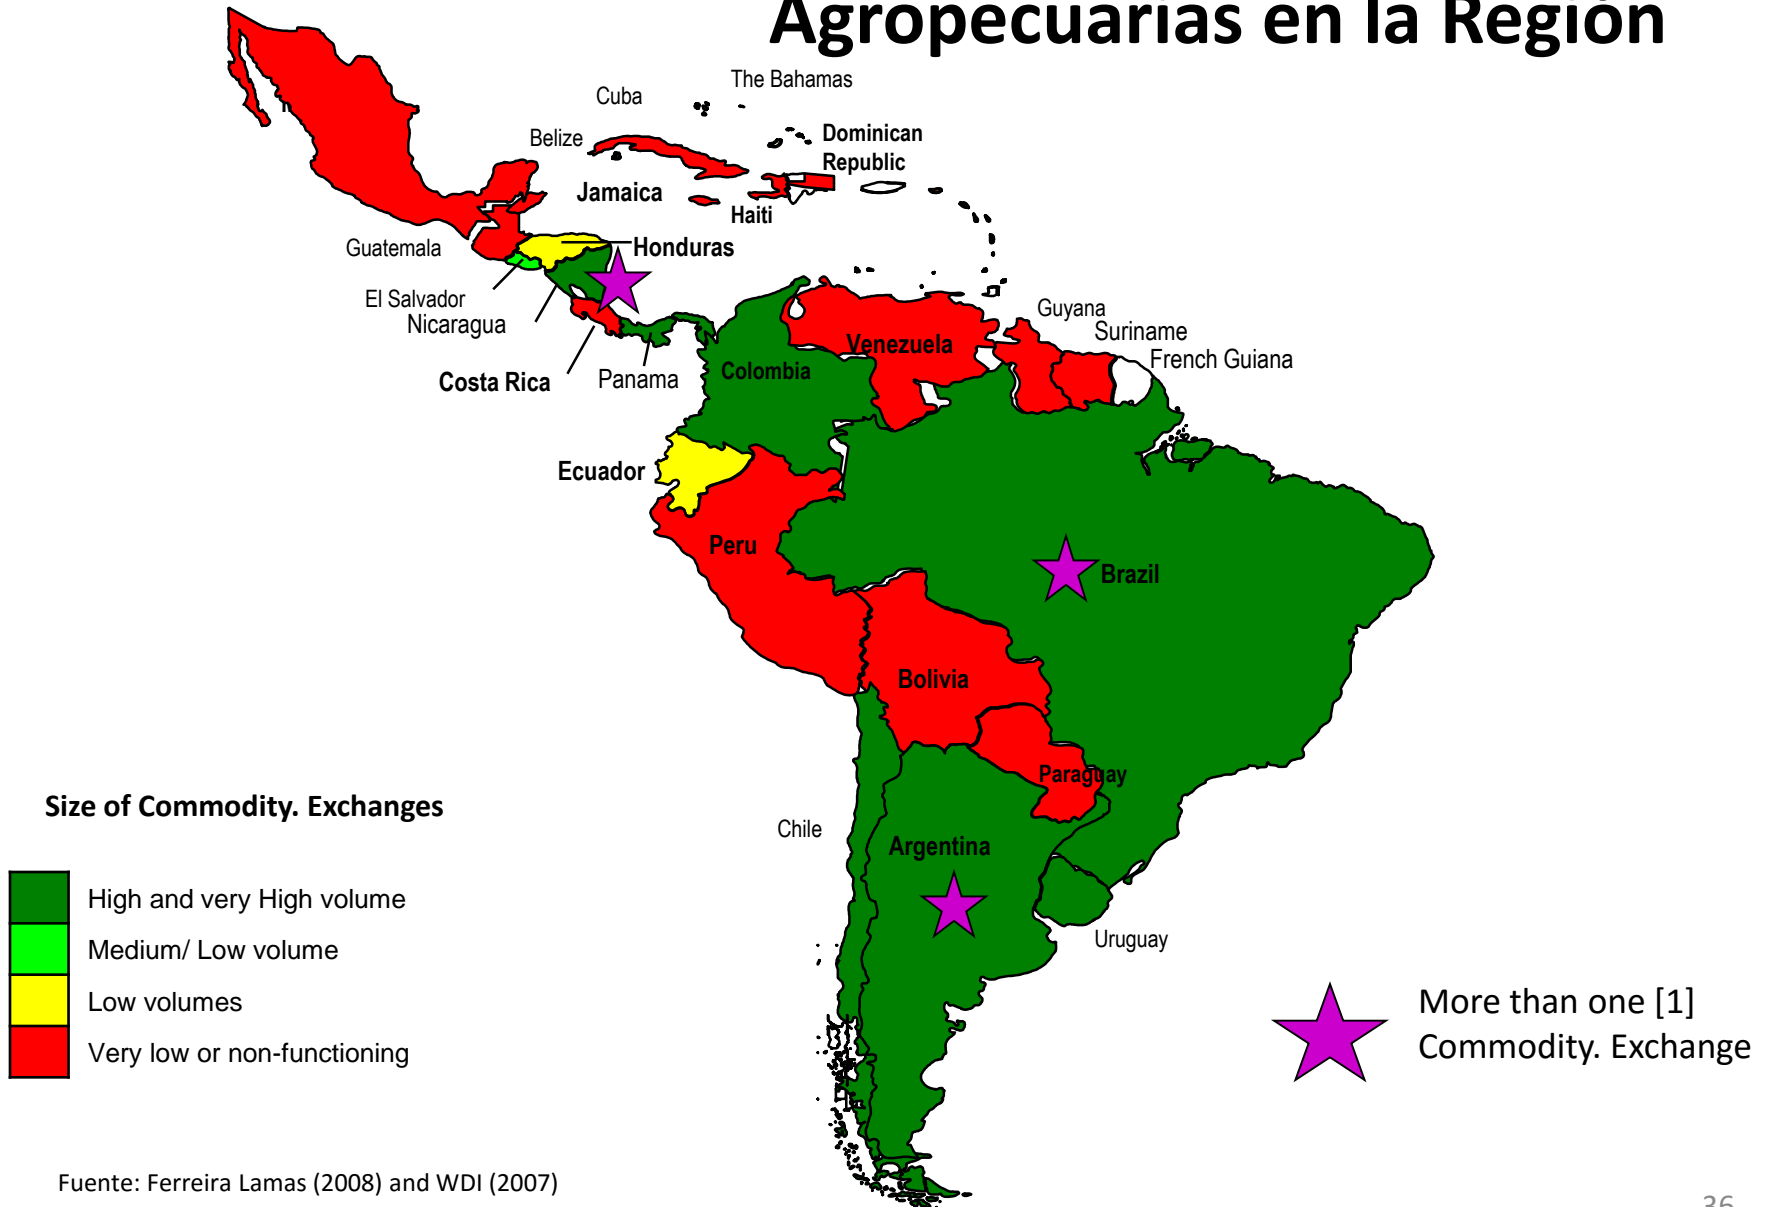 Agropecuarias en la Región
The Bahamas
Cuba
Belize
Dominican
Republic
Jamaica
Haiti
Guatemala
Honduras
El Salvador
Nicaragua
Costa Rica
Panama
Colombia
Venezuela
Guyana
Suriname
French Guiana
Ecuador
Peru
Brazil
Bolivia
Paraguay
Chile
Argentina
Uruguay
Size of Commodity. Exchanges
High and very High volume
Medium/ Low volume
Low volumes
Very low or non-functioning
More than one [1]
Commodity. Exchange
Fuente: Ferreira Lamas (2008) and WDI (2007)
36